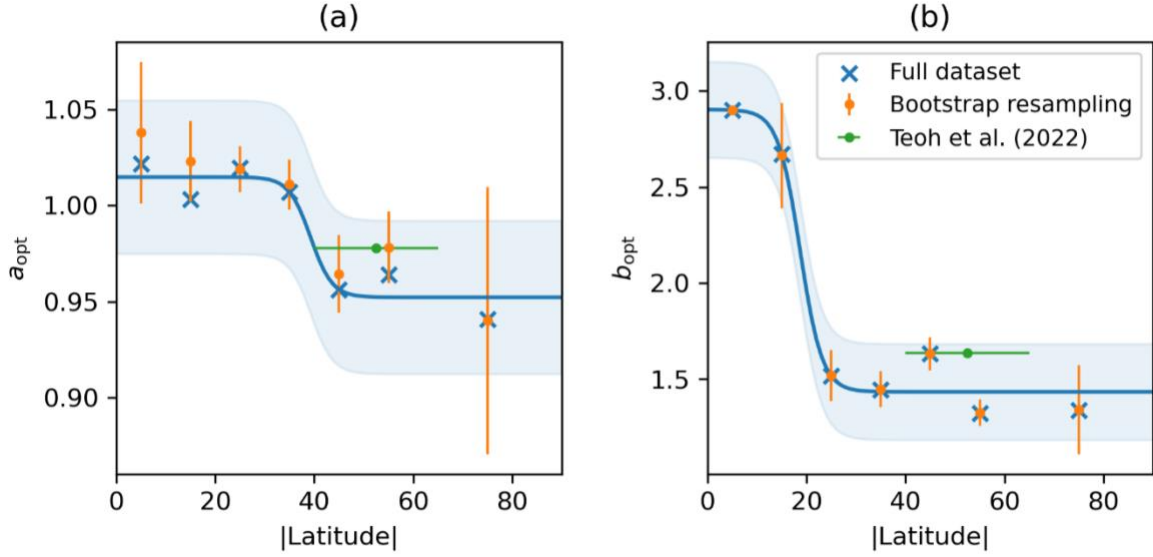 (a)
1.05
1.00
0.95
0.90
a_opt
0 20 40 60 80
|Latitude|
(b)
3.0
2.5
2.0
1.5
b_opt
0 20 40 60 80
|Latitude|
Full dataset
Bootstrap resampling
Teoh et al. (2022)